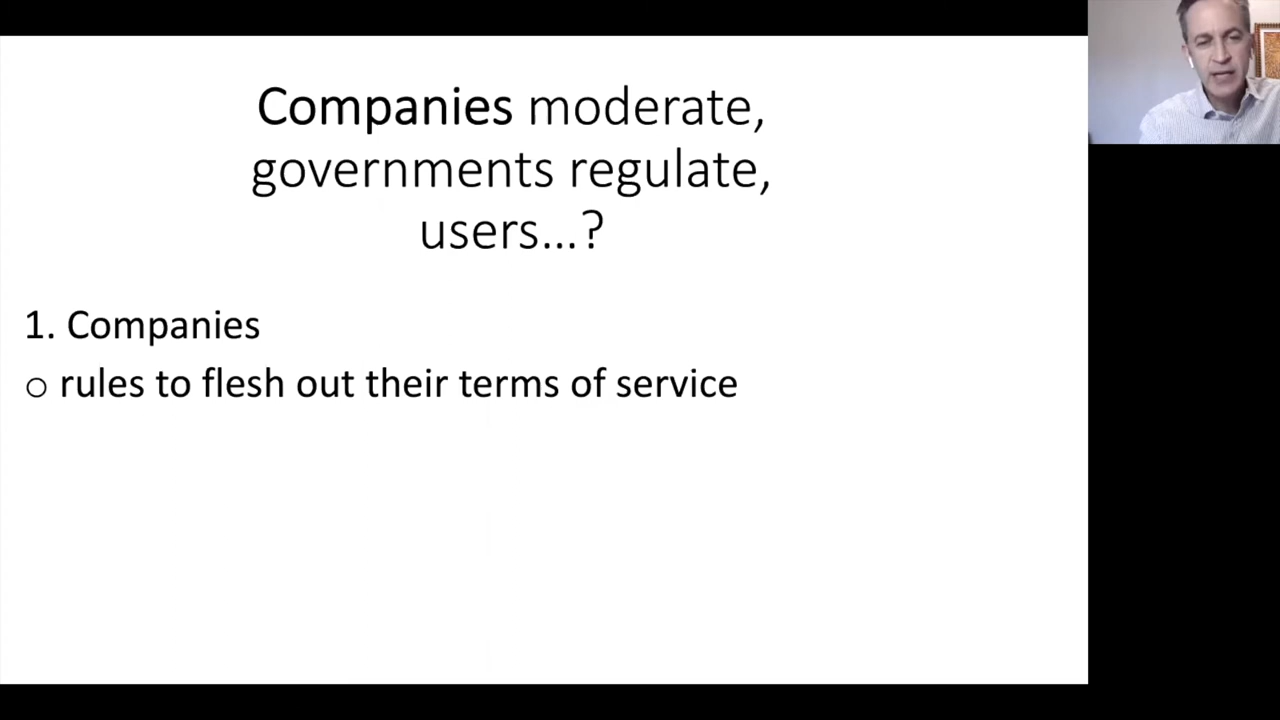 Companies moderate,
governments regulate,
users...?
1. Companies
○ rules to flesh out their terms of service